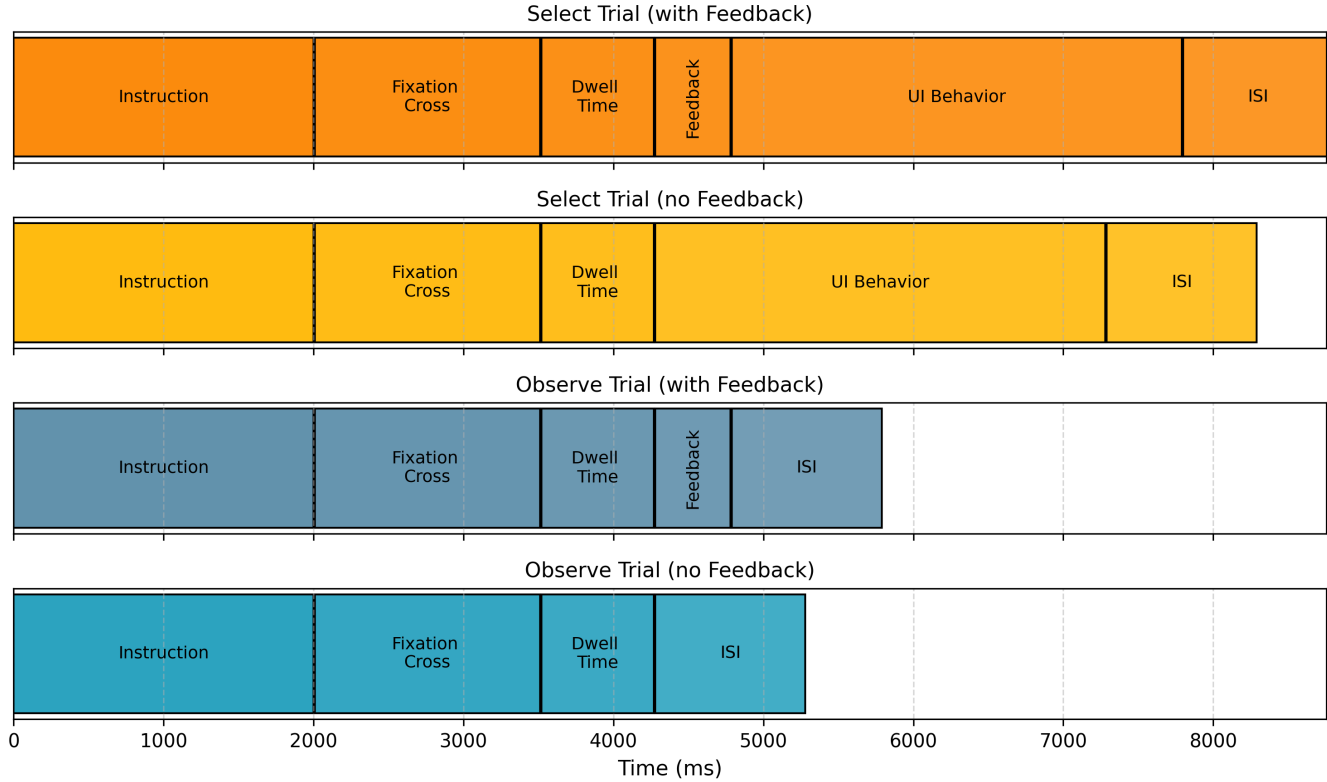 Select Trial (with Feedback)
Instruction
Fixation
Cross
Dwell
Time
Feedback
UI Behavior
ISI
Select Trial (no Feedback)
Instruction
Fixation
Cross
Dwell
Time
UI Behavior
ISI
Observe Trial (with Feedback)
Instruction
Fixation
Cross
Dwell
Time
Feedback
ISI
Observe Trial (no Feedback)
Instruction
Fixation
Cross
Dwell
Time
ISI
0 1000 2000 3000 4000 5000 6000 7000 8000
Time (ms)